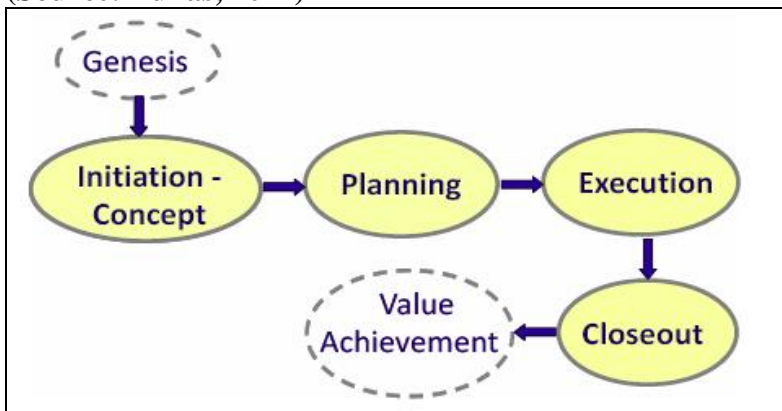 Genesis
Initiation -
Concept
Planning
Execution
Value
Achievement
Closeout